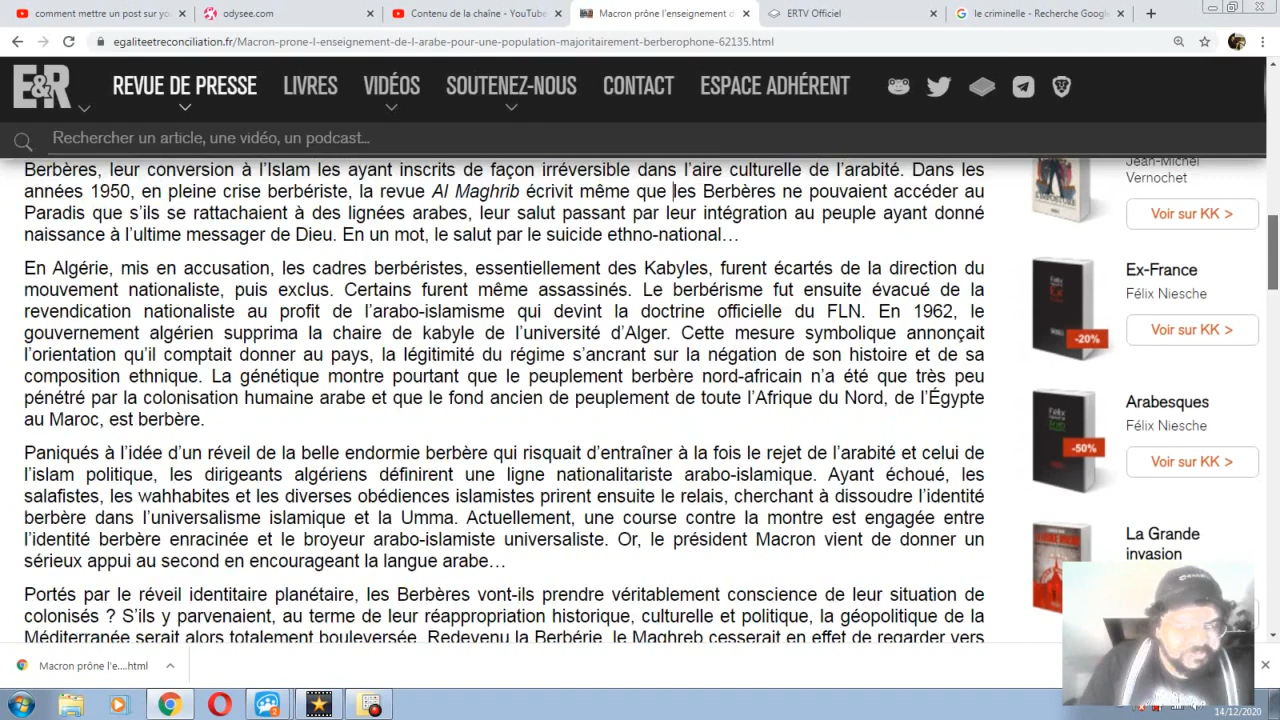 comment mettre un post sur yo
odysee.com
Contenu de la chaîne - YouTube
Macron prône l'enseignement d
ERTV Officiel
le criminelle - Recherche Google
egaliteetreconciliation.fr/Macron-prone-l-enseignement-de-l-arabe-pour-une-population-majoritairement-berberophone-62135.html
E&R
REVUE DE PRESSE
LIVRES
VIDÉOS
SOUTENEZ-NOUS
CONTACT
ESPACE ADHÉRENT
Rechercher un article, une vidéo, un podcast...
Berbères, leur conversion à l’Islam les ayant inscrits de façon irréversible dans l’aire culturelle de l’arabité. Dans les
années 1950, en pleine crise berbériste, la revue Al Maghrib écrivit même que les Berbères ne pouvaient accéder au
Paradis que s’ils se rattachaient à des lignées arabes, leur salut passant par leur intégration au peuple ayant donné
naissance à l’ultime messager de Dieu. En un mot, le salut par le suicide ethno-national…
En Algérie, mis en accusation, les cadres berbéristes, essentiellement des Kabyles, furent écartés de la direction du
mouvement nationaliste, puis exclus. Certains furent même assassinés. Le berbérisme fut ensuite évacué de la
revendication nationaliste au profit de l’arabo-islamisme qui devint la doctrine officielle du FLN. En 1962, le
gouvernement algérien supprima la chaire de kabyle de l’université d’Alger. Cette mesure symbolique annonçait
l’orientation qu’il comptait donner au pays, la légitimité du régime s’ancrant sur la négation de son histoire et de sa
composition ethnique. La génétique montre pourtant que le peuplement berbère nord-africain n’a été que très peu
pénétré par la colonisation humaine arabe et que le fond ancien de peuplement de toute l’Afrique du Nord, de l’Égypte
au Maroc, est berbère.
Paniqués à l’idée d’un réveil de la belle endormie berbère qui risquait d’entraîner à la fois le rejet de l’arabité et celui de
l’islam politique, les dirigeants algériens définirent une ligne nationalitariste arabo-islamique. Ayant échoué, les
salafistes, les wahhabites et les diverses obédiences islamistes prirent ensuite le relais, cherchant à dissoudre l’identité
berbère dans l’universalisme islamique et la Umma. Actuellement, une course contre la montre est engagée entre
l’identité berbère enracinée et le broyeur arabo-islamiste universaliste. Or, le président Macron vient de donner un
sérieux appui au second en encourageant la langue arabe…
Portés par le réveil identitaire planétaire, les Berbères vont-ils prendre véritablement conscience de leur situation de
colonisés ? S’ils y parvenaient, au terme de leur réappropriation historique, culturelle et politique, la géopolitique de la
Méditerranée serait alors totalement bouleversée. Redevenu la Berbérie, le Maghreb cesserait en effet de regarder vers
Jean-Michel
Vernochet
Voir sur KK >
Ex-France
Félix Niesche
-20%
Voir sur KK >
Arabesques
Félix Niesche
-50%
Voir sur KK >
La Grande
invasion
Macron prône l'e....html
14/12/2020